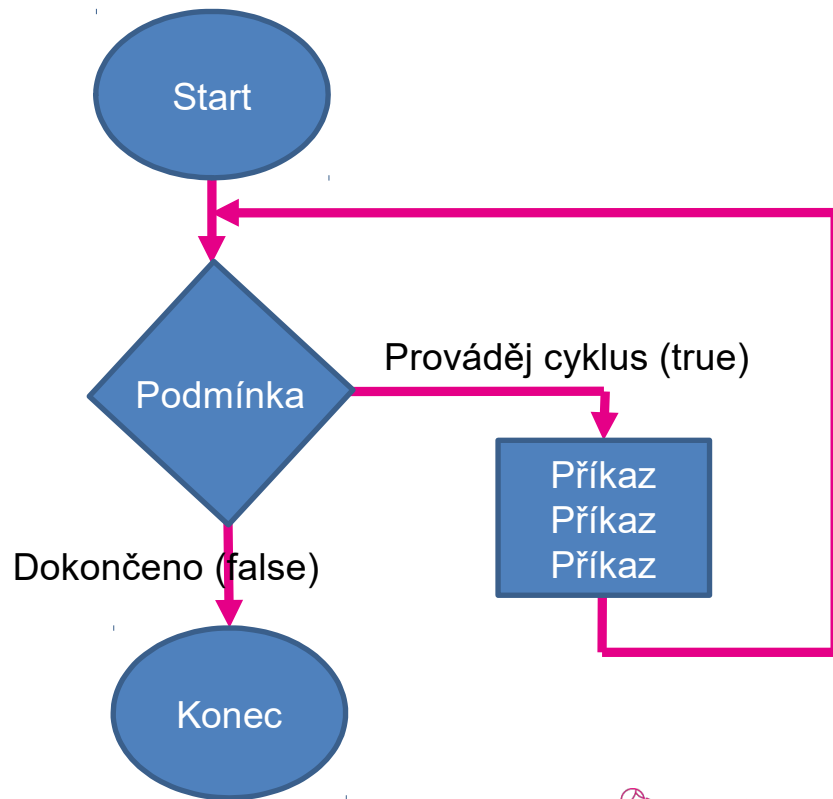 Start
Prováděj cyklus (true)
Podmínka
Příkaz
Příkaz
Příkaz
Dokončeno (false)
Konec